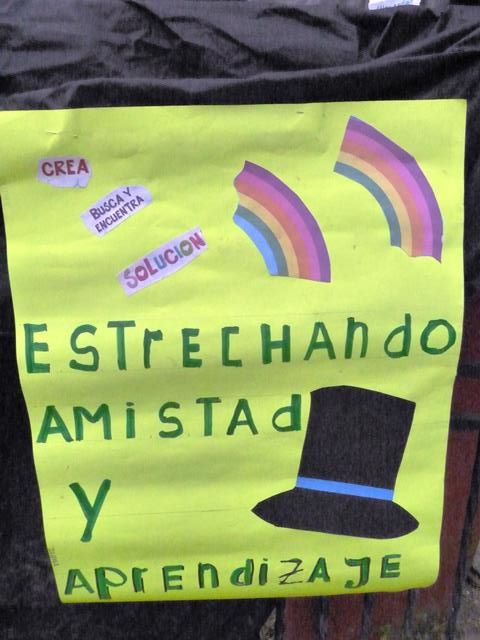 CREA
BUSCA Y
ENCUENTRA
SOLUCION
ESTrECHAndO
AMiSTAd
y
APrEndiZAJE